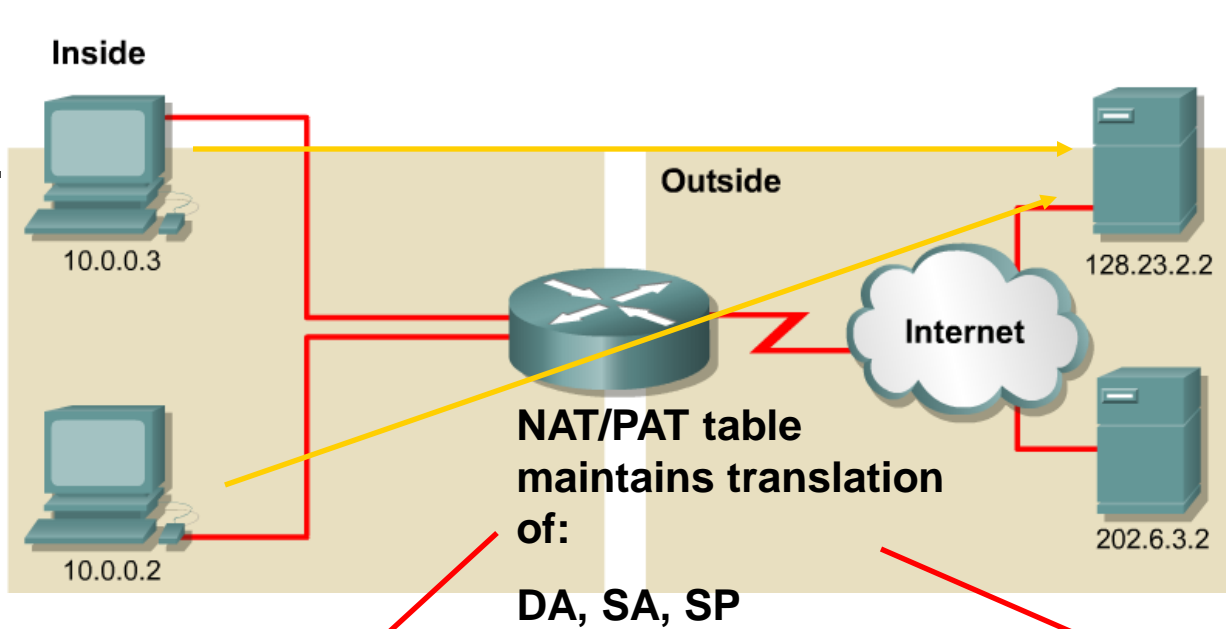 Inside
Outside
10.0.0.3
128.23.2.2
Internet
NAT/PAT table
maintains translation
of:
202.6.3.2
10.0.0.2
DA, SA, SP